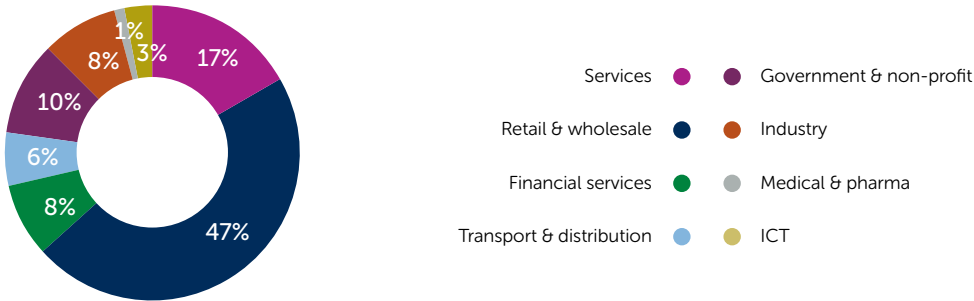 1%
3%
17%
8%
10%
6%
8%
47%
Services
Government & non-profit
Retail & wholesale
Industry
Financial services
Medical & pharma
Transport & distribution
ICT